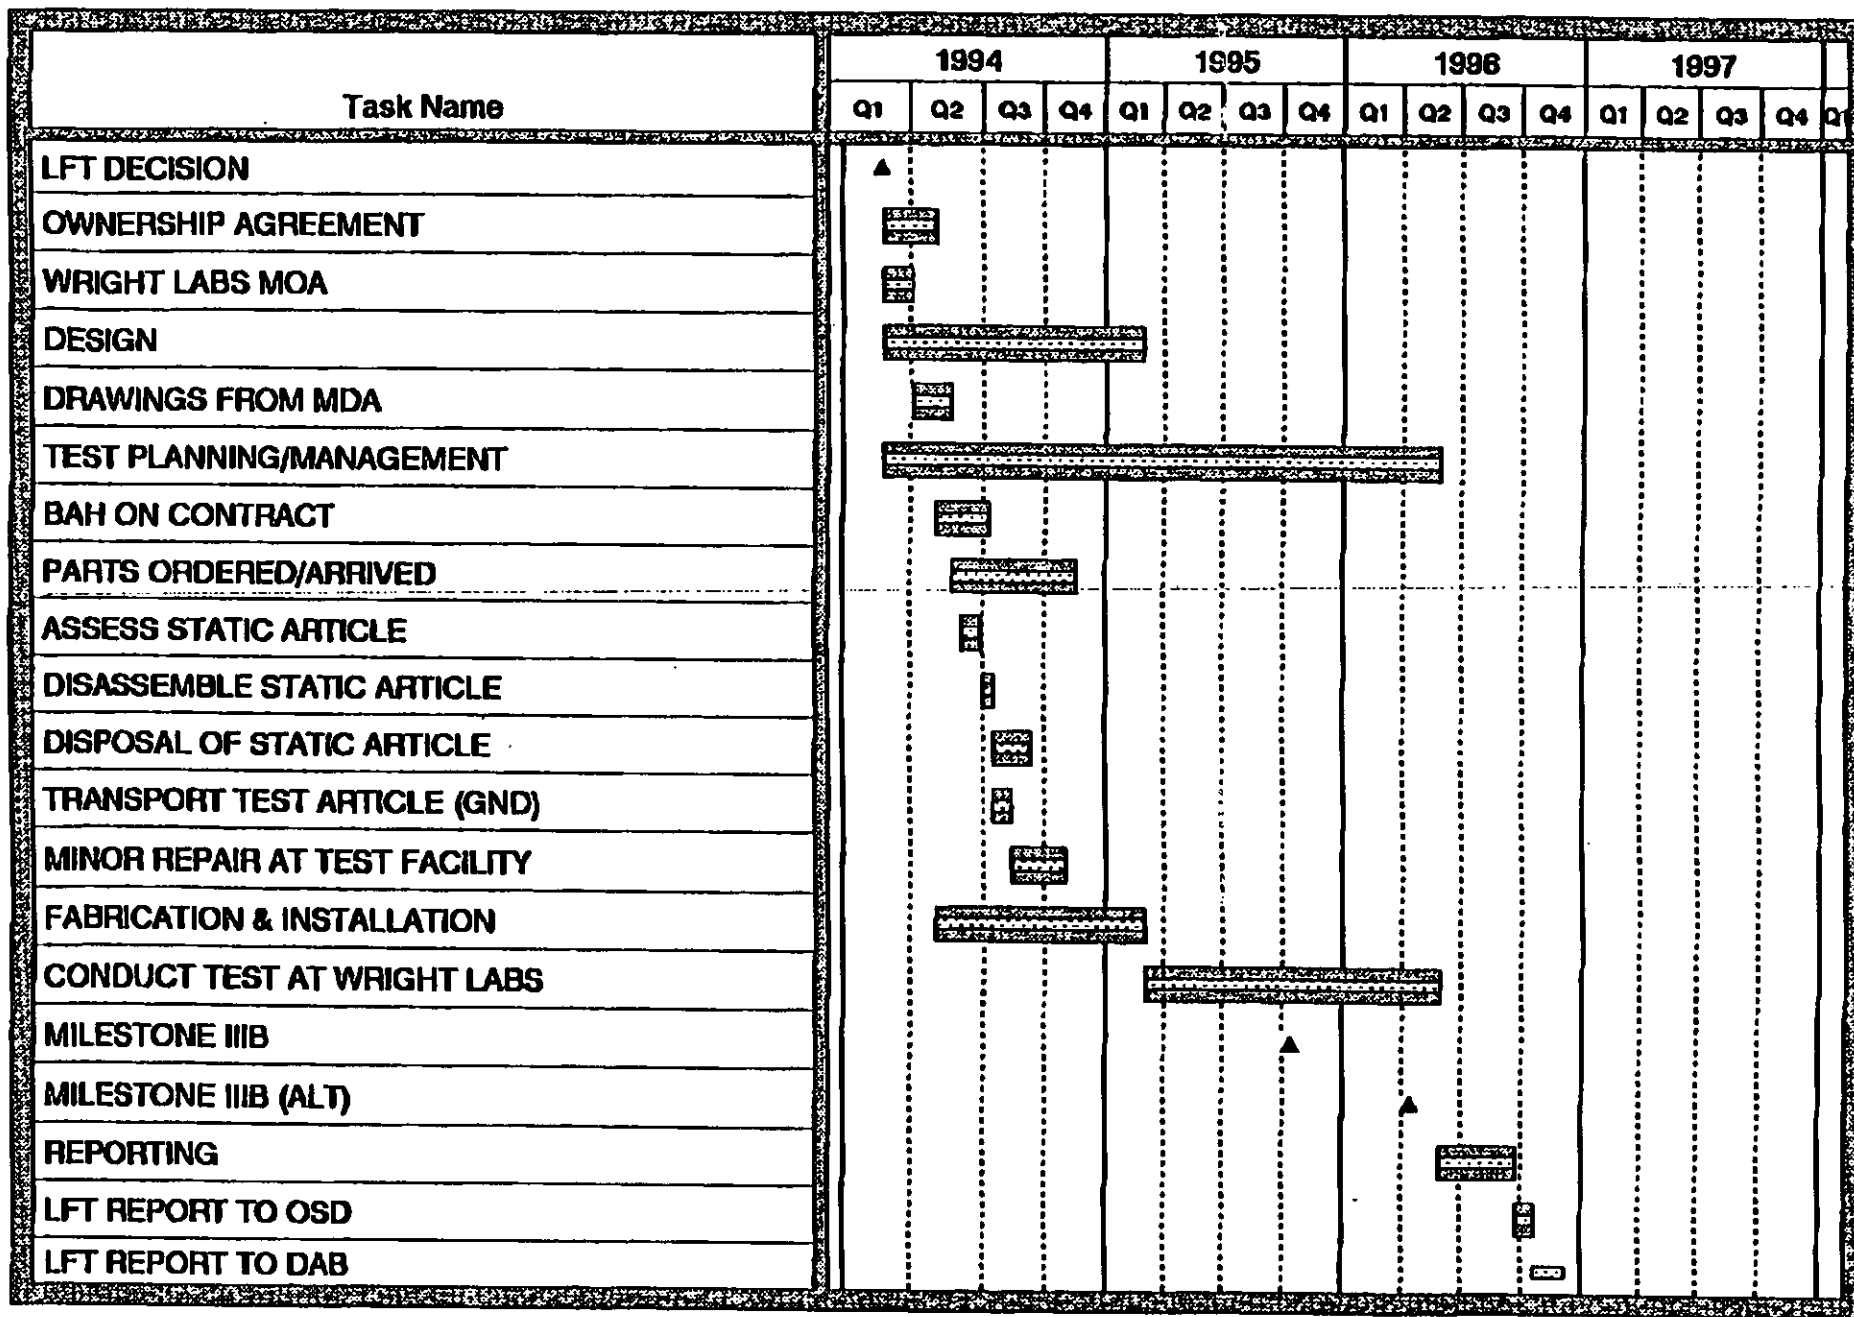 1994 1995 1996 1997
Task Name Q1 Q2 Q3 Q4 Q1 Q2 Q3 Q4 Q1 Q2 Q3 Q4 Q1 Q2 Q3 Q4 Q1
LFT DECISION
OWNERSHIP AGREEMENT
WRIGHT LABS MOA
DESIGN
DRAWINGS FROM MDA
TEST PLANNING/MANAGEMENT
BAH ON CONTRACT
PARTS ORDERED/ARRIVED
ASSESS STATIC ARTICLE
DISASSEMBLE STATIC ARTICLE
DISPOSAL OF STATIC ARTICLE
TRANSPORT TEST ARTICLE (GND)
MINOR REPAIR AT TEST FACILITY
FABRICATION & INSTALLATION
CONDUCT TEST AT WRIGHT LABS
MILESTONE IIIB
MILESTONE IIIB (ALT)
REPORTING
LFT REPORT TO OSD
LFT REPORT TO DAB